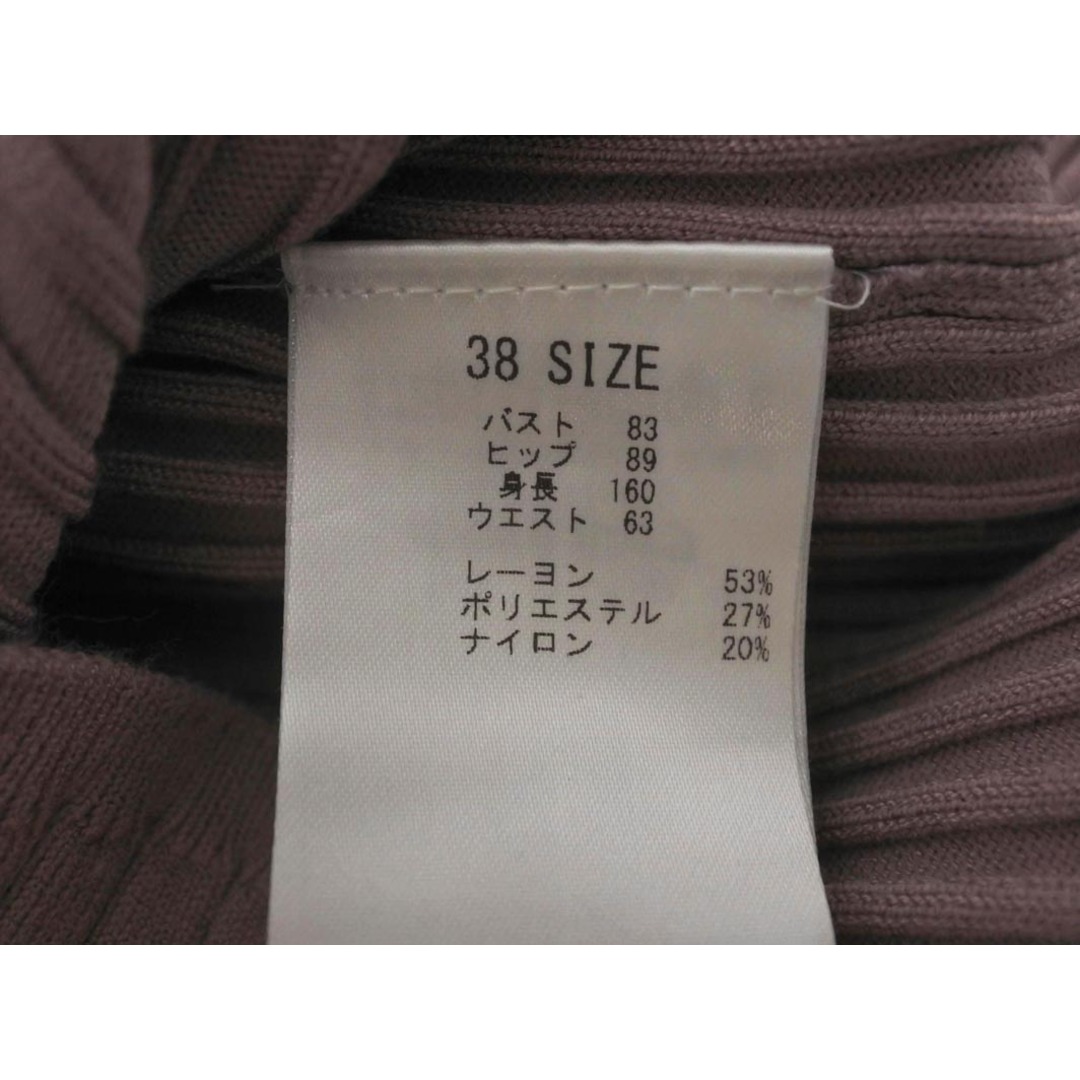 38 SIZE
バスト 83
ヒップ 89
身長 160
ウエスト 63
レーヨン 53%
ポリエステル 27%
ナイロン 20%